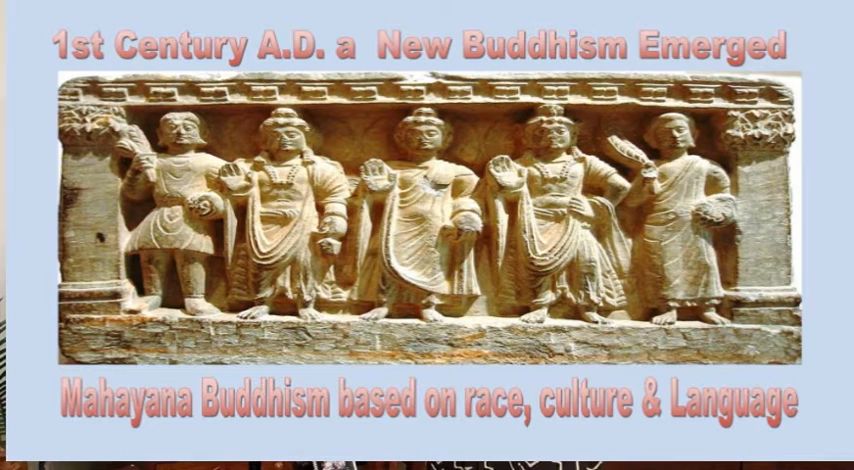 1st Century A.D. a New Buddhism Emerged
Mahayana Buddhism based on race, culture & Language